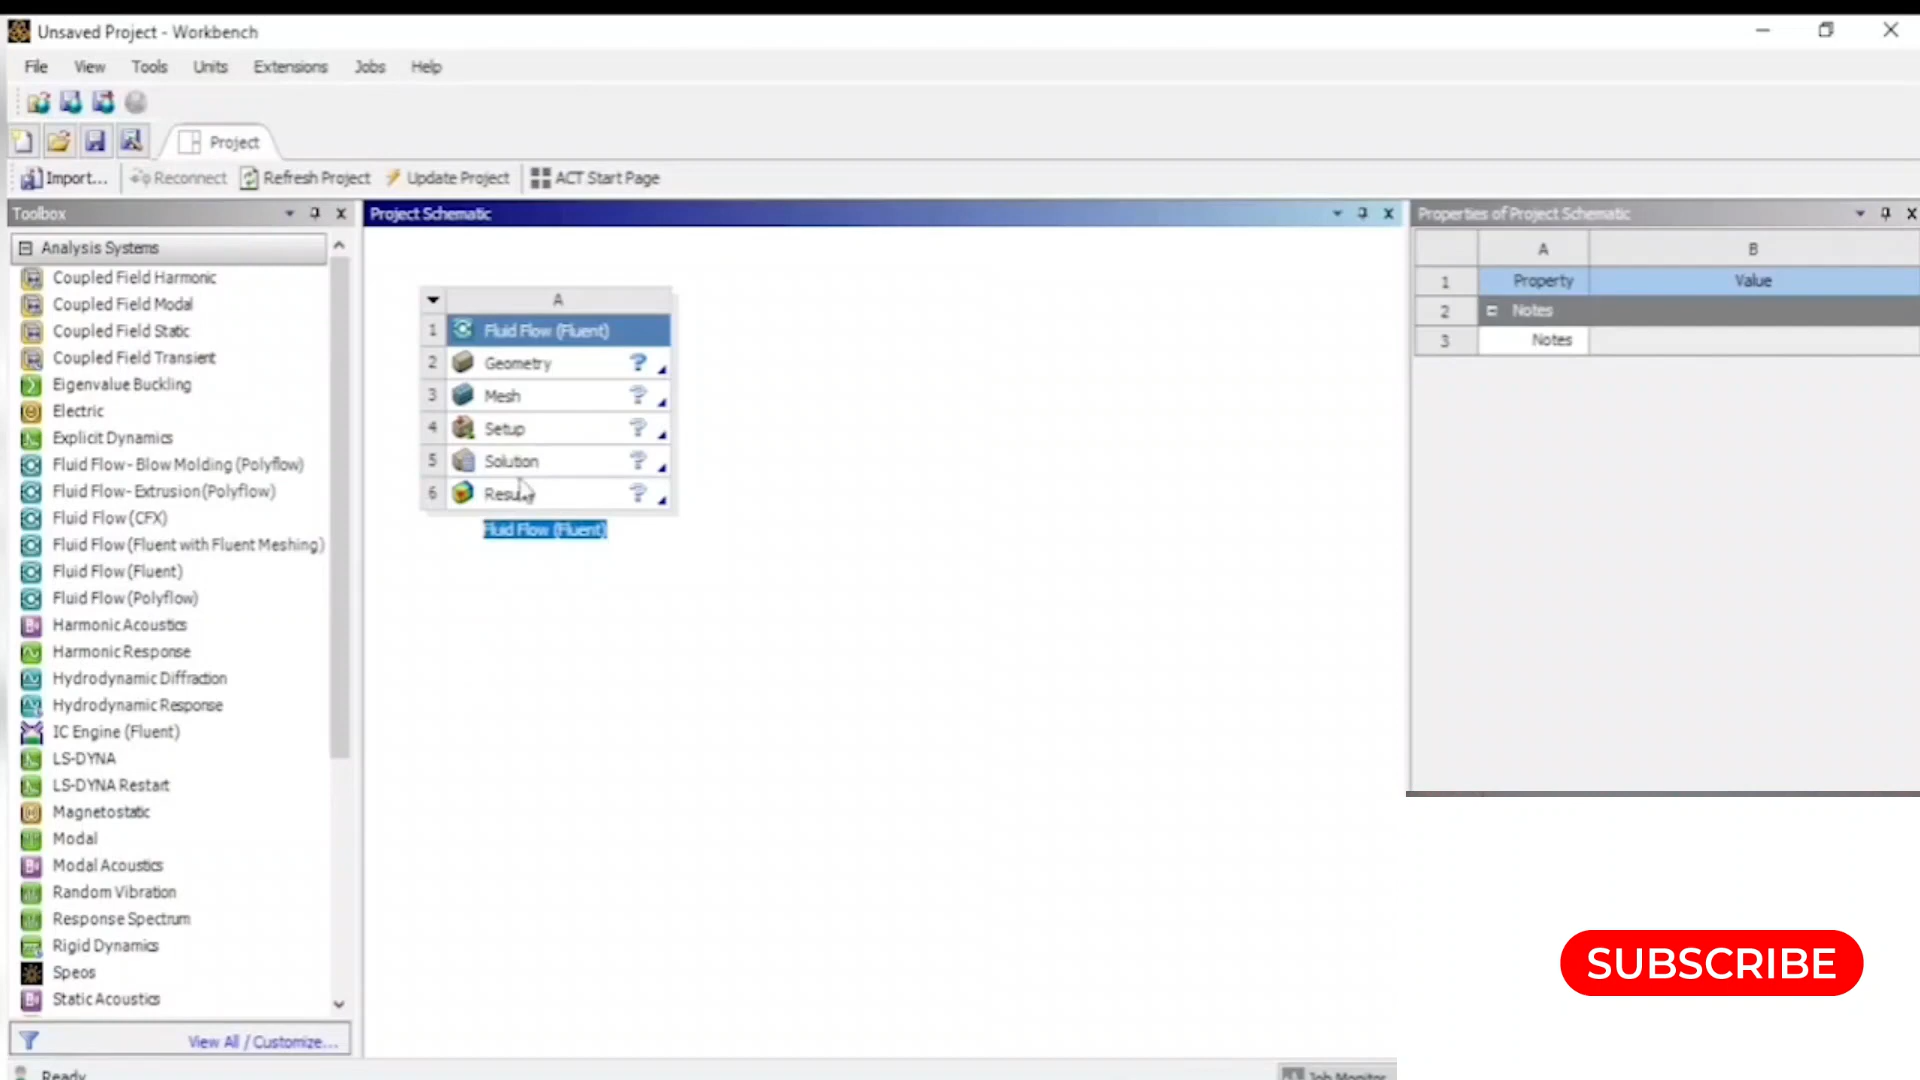 Unsaved Project - Workbench
File View Tools Units Extensions Jobs Help
Project
Import... Reconnect Refresh Project Update Project ACT Start Page
Toolbox
Analysis Systems
Coupled Field Harmonic
Coupled Field Modal
Coupled Field Static
Coupled Field Transient
Eigenvalue Buckling
Electric
Explicit Dynamics
Fluid Flow- Blow Molding (Polyflow)
Fluid Flow- Extrusion (Polyflow)
Fluid Flow (CFX)
Fluid Flow (Fluent with Fluent Meshing)
Fluid Flow (Fluent)
Fluid Flow (Polyflow)
Harmonic Acoustics
Harmonic Response
Hydrodynamic Diffraction
Hydrodynamic Response
IC Engine (Fluent)
LS-DYNA
LS-DYNA Restart
Magnetostatic
Modal
Modal Acoustics
Random Vibration
Response Spectrum
Rigid Dynamics
Speos
Static Acoustics
View All / Customize...
Ready
Project Schematic
A
1 Fluid Flow (Fluent)
2 Geometry ?
3 Mesh ?
4 Setup ?
5 Solution ?
6 Results ?
Fluid Flow (Fluent)
Properties of Project Schematic
A B
1 Property Value
2 Notes
3 Notes
SUBSCRIBE
Job Monitor